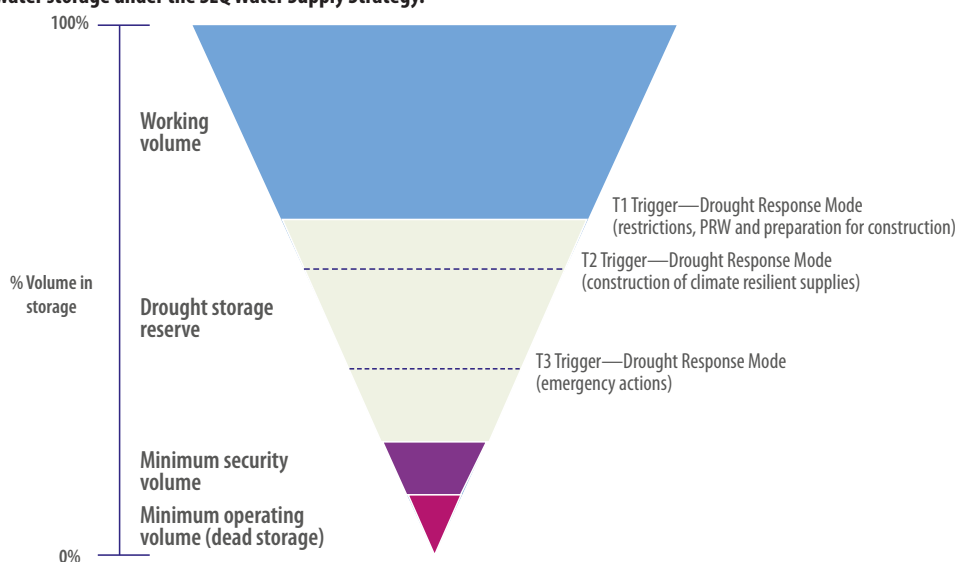 water storage under the SEQ Water Supply Strategy.
100%
Working
volume
T1 Trigger—Drought Response Mode
(restrictions, PRW and preparation for construction)
T2 Trigger—Drought Response Mode
(construction of climate resilient supplies)
% Volume in
storage
Drought storage
reserve
T3 Trigger—Drought Response Mode
(emergency actions)
Minimum security
volume
Minimum operating
volume (dead storage)
0%